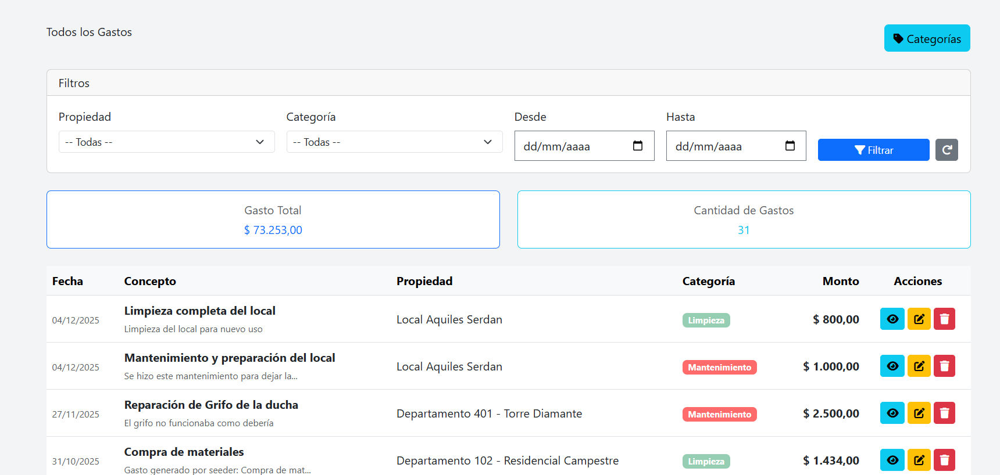 Todos los Gastos
Categorías
Filtros
Propiedad Categoría Desde Hasta
-- Todas -- -- Todas -- dd/mm/aaaa dd/mm/aaaa Filtrar
Gasto Total Cantidad de Gastos
$ 73.253,00 31
Fecha Concepto Propiedad Categoría Monto Acciones
Limpieza completa del local
04/12/2025 Local Aquiles Serdan Limpieza $ 800,00
Limpieza del local para nuevo uso
Mantenimiento y preparación del local
04/12/2025 Local Aquiles Serdan Mantenimiento $ 1.000,00
Se hizo este mantenimiento para dejar la...
Reparación de Grifo de la ducha
27/11/2025 Departamento 401 - Torre Diamante Mantenimiento $ 2.500,00
El grifo no funcionaba como debería
Compra de materiales
31/10/2025 Departamento 102 - Residencial Campestre Limpieza $ 1.434,00
Gasto generado por seeder: Compra de mat...